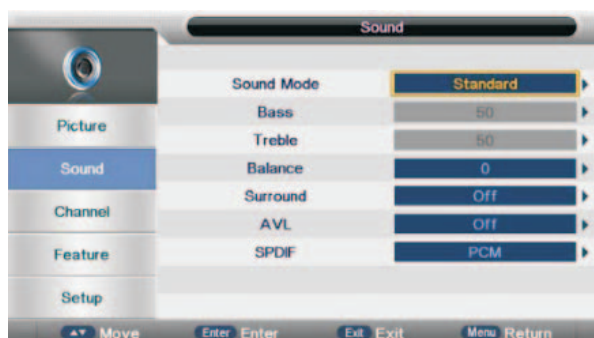 Sound
Sound Mode Standard
Bass 50
Treble 50
Balance 0
Surround Off
AVL Off
SPDIF PCM
Picture
Sound
Channel
Feature
Setup
Move Enter Enter Exit Exit Menu Return